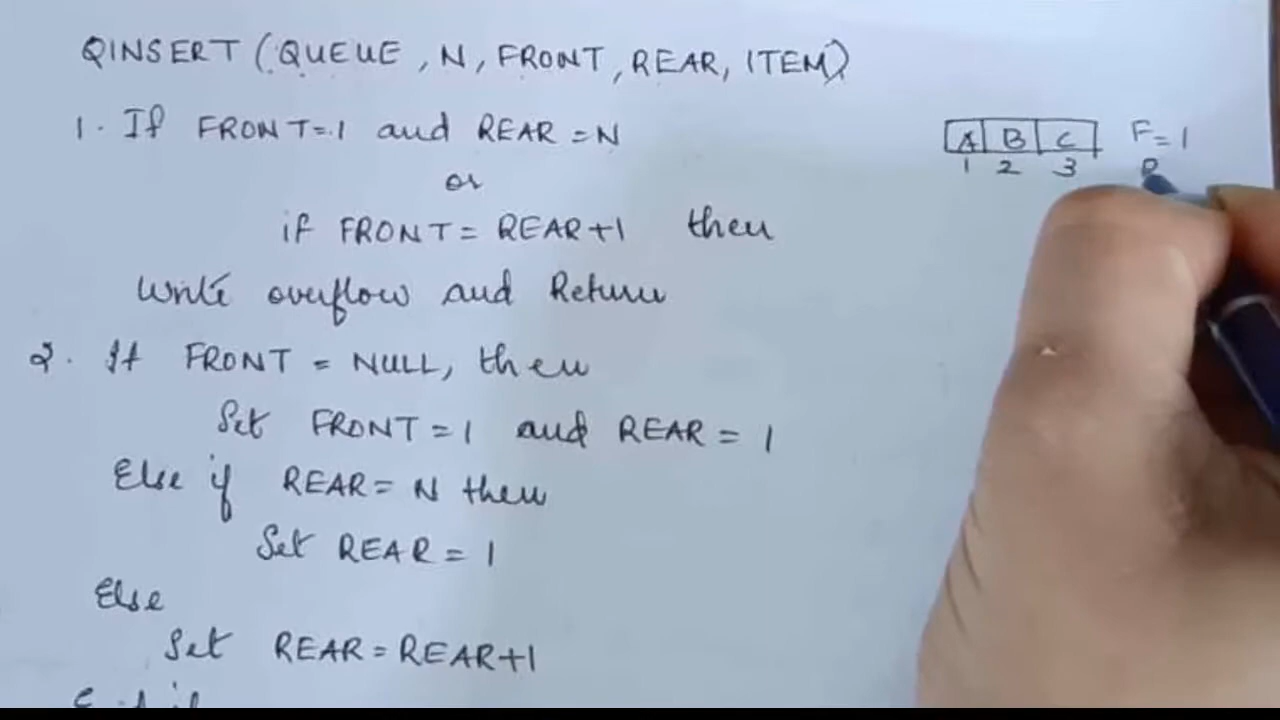 QINSERT (QUEUE, N, FRONT, REAR, ITEM)
1. If FRONT=1 and REAR = N
or
if FRONT = REAR+1 then
Write overflow and Return
2. If FRONT = NULL, then
Set FRONT = 1 and REAR = 1
Else if REAR = N then
Set REAR = 1
Else
Set REAR = REAR+1
A B C F = 1
1 2 3